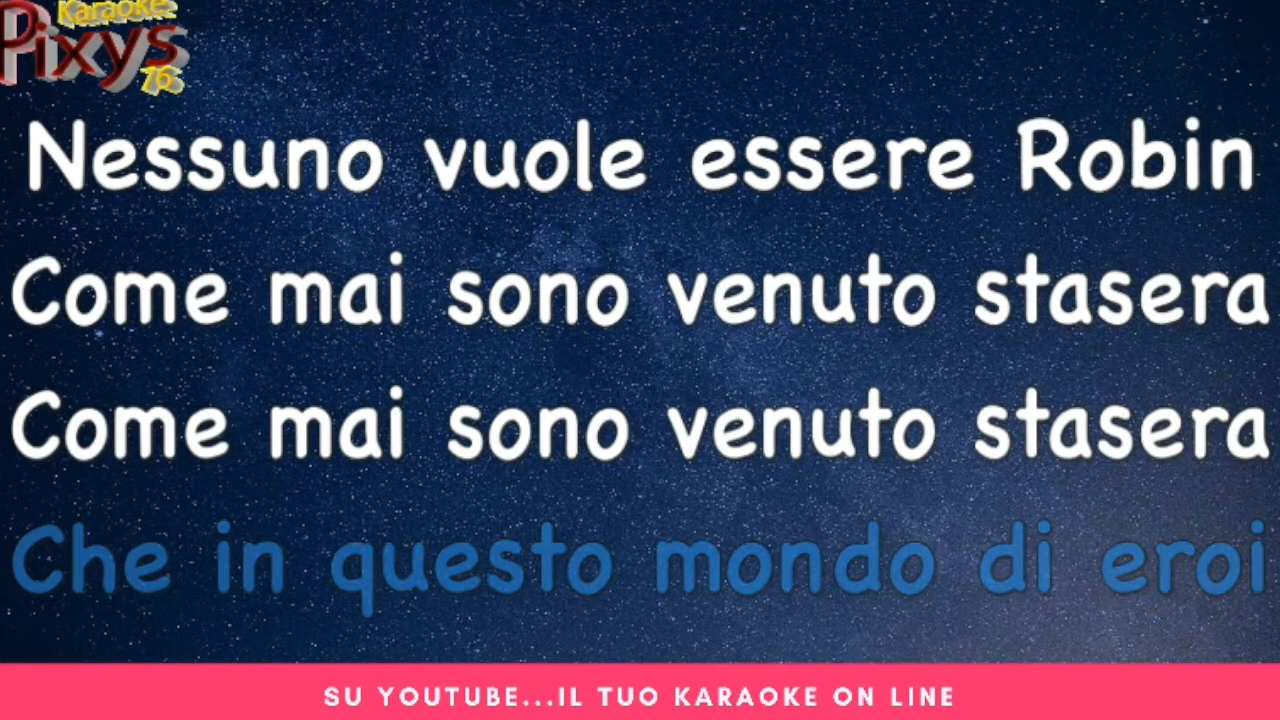 Karaoke
Pixys
76
Nessuno vuole essere Robin
Come mai sono venuto stasera
Come mai sono venuto stasera
Che in questo mondo di eroi
SU YOUTUBE...IL TUO KARAOKE ON LINE